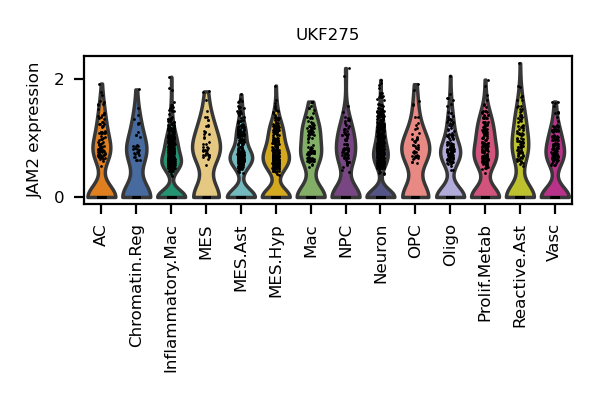 UKF275
JAM2 expression
2
0
AC
Chromatin.Reg
Inflammatory.Mac
MES
MES.Ast
MES.Hyp
Mac
NPC
Neuron
OPC
Oligo
Prolif.Metab
Reactive.Ast
Vasc